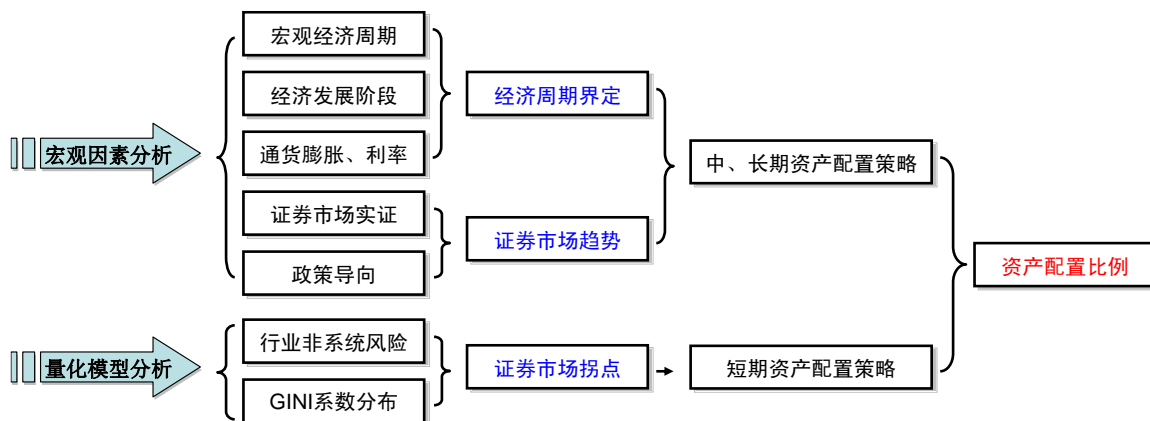 宏观因素分析
宏观经济周期
经济发展阶段
通货膨胀、利率
证券市场实证
政策导向
经济周期界定
证券市场趋势
中、长期资产配置策略
量化模型分析
行业非系统风险
GINI系数分布
证券市场拐点
短期资产配置策略
资产配置比例